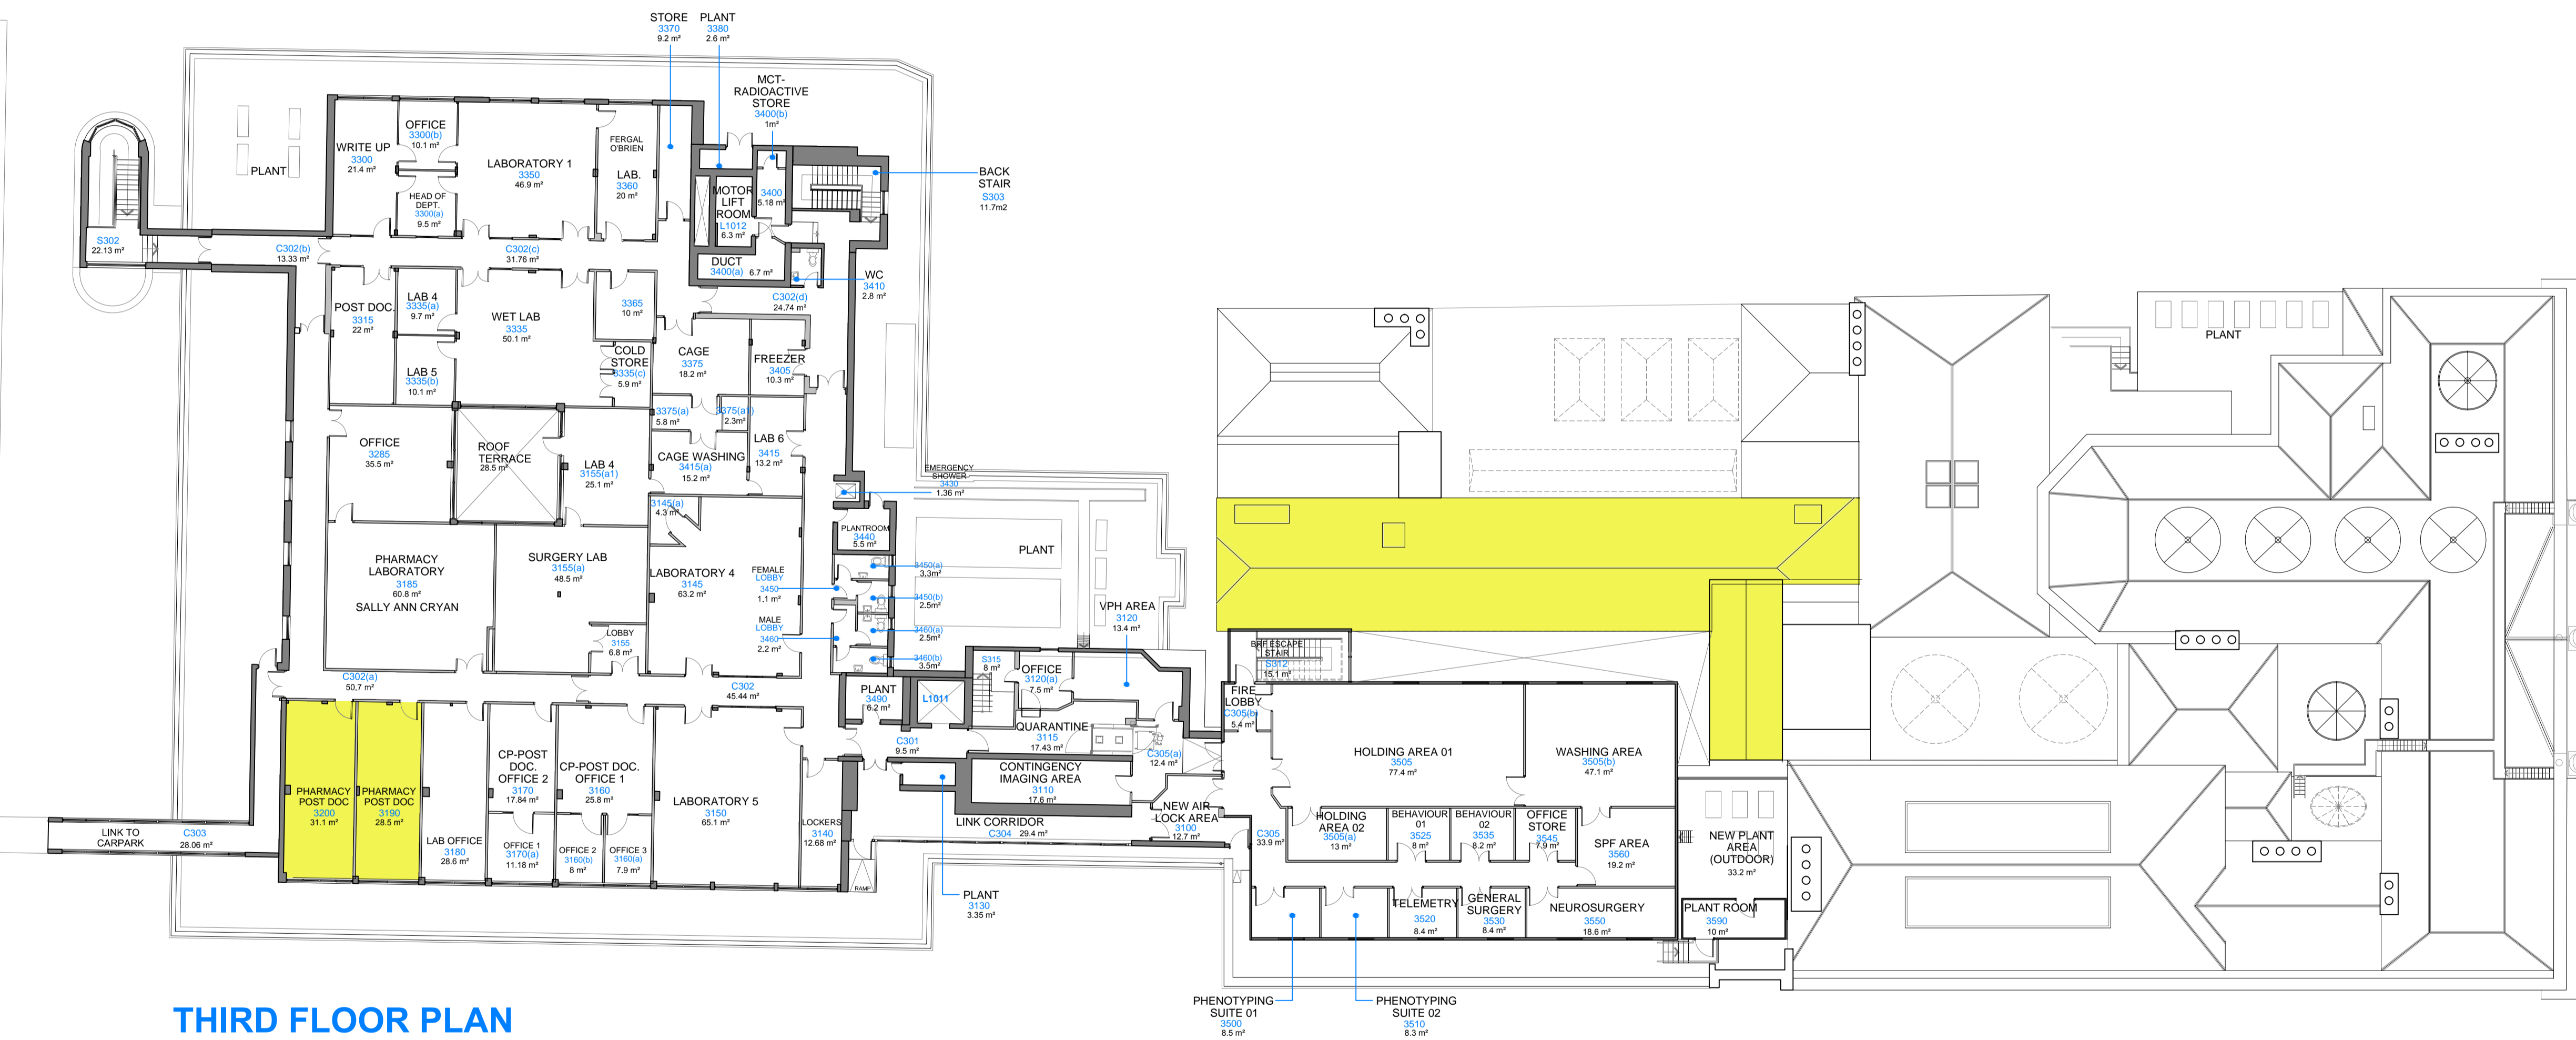 STORE
3370
9.2 m²
PLANT
3380
2.6 m²
MCT-
RADIOACTIVE
STORE
3400(b)
1m²
WRITE UP
3300
21.4 m²
OFFICE
3300(b)
10.1 m²
HEAD OF
DEPT.
3300(a)
9.5 m²
LABORATORY 1
3350
46.9 m²
FERGAL
O'BRIEN
LAB.
3360
20 m²
PLANT
MOTOR
LIFT
ROOM
L1012
6.3 m²
3400
5.18 m²
BACK
STAIR
S303
11.7m2
S302
22.13 m²
C302(b)
13.33 m²
C302(c)
31.76 m²
DUCT
3400(a) 6.7 m²
WC
3410
2.8 m²
C302(d)
24.74 m²
POST DOC.
3315
22 m²
LAB 4
3335(a)
9.7 m²
LAB 5
3335(b)
10.1 m²
WET LAB
3335
50.1 m²
3365
10 m²
COLD
STORE
3335(c)
5.9 m²
CAGE
3375
18.2 m²
FREEZER
3405
10.3 m²
3375(a)
5.8 m²
3375(a1)
2.3m²
OFFICE
3285
35.5 m²
ROOF
TERRACE
28.5 m²
LAB 4
3155(a1)
25.1 m²
CAGE WASHING
3415(a)
15.2 m²
LAB 6
3415
13.2 m²
EMERGENCY
SHOWER
3430
1.36 m²
3145(a)
4.3 m²
PLANTROOM
3440
5.5 m²
PLANT
PHARMACY
LABORATORY
3185
60.8 m²
SALLY ANN CRYAN
SURGERY LAB
3155(a)
48.5 m²
LOBBY
3155
6.8 m²
LABORATORY 4
3145
63.2 m²
FEMALE
LOBBY
3450
1.1 m²
MALE
LOBBY
3460
2.2 m²
3450(a)
3.3m²
3450(b)
2.5m²
3460(a)
2.5m²
3460(b)
3.5m²
VPH AREA
3120
13.4 m²
S315
8 m²
OFFICE
3120(a)
7.5 m²
C302(a)
50.7 m²
C302
45.44 m²
PLANT
3490
6.2 m²
L1011
QUARANTINE
3115
17.43 m²
C301
9.5 m²
C305(a)
12.4 m²
CONTINGENCY
IMAGING AREA
3110
17.6 m²
NEW AIR
LOCK AREA
3100
12.7 m²
LINK CORRIDOR
C304 29.4 m²
LINK TO
CARPARK
C303
28.06 m²
PHARMACY
POST DOC
3200
31.1 m²
PHARMACY
POST DOC
3190
28.5 m²
LAB OFFICE
3180
28.6 m²
CP-POST
DOC.
OFFICE 2
3170
17.84 m²
OFFICE 1
3170(a)
11.18 m²
CP-POST DOC.
OFFICE 1
3160
25.8 m²
OFFICE 2
3160(b)
8 m²
OFFICE 3
3160(a)
7.9 m²
LABORATORY 5
3150
65.1 m²
LOCKERS
3140
12.68 m²
RAMP
PLANT
3130
3.35 m²
BRF ESCAPE
STAIR
S312
15.1 m²
FIRE
LOBBY
C305(b)
5.4 m²
HOLDING AREA 01
3505
77.4 m²
WASHING AREA
3505(b)
47.1 m²
C305
33.9 m²
HOLDING
AREA 02
3505(a)
13 m²
BEHAVIOUR
01
3525
8 m²
BEHAVIOUR
02
3535
8.2 m²
OFFICE
STORE
3545
7.9 m²
SPF AREA
3560
19.2 m²
TELEMETRY
3520
8.4 m²
GENERAL
SURGERY
3530
8.4 m²
NEUROSURGERY
3550
18.6 m²
NEW PLANT
AREA
(OUTDOOR)
33.2 m²
PLANT ROOM
3590
10 m²
PLANT
PHENOTYPING
SUITE 01
3500
8.5 m²
PHENOTYPING
SUITE 02
3510
8.3 m²
THIRD FLOOR PLAN